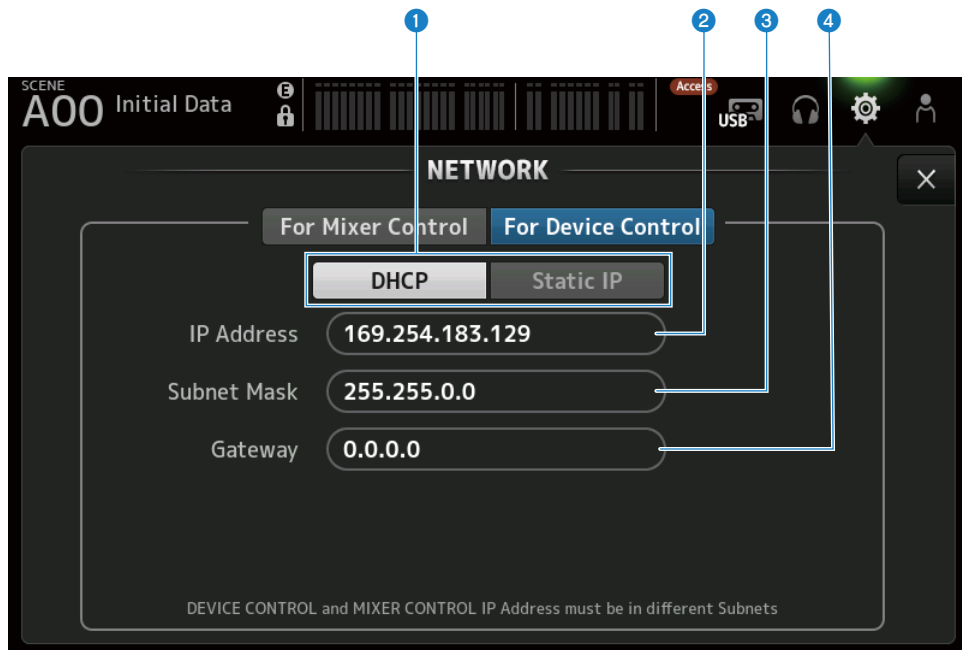 1 2 3 4
SCENE
A00 Initial Data E
Access
USB
NETWORK
For Mixer Control For Device Control
DHCP Static IP
IP Address 169.254.183.129
Subnet Mask 255.255.0.0
Gateway 0.0.0.0
DEVICE CONTROL and MIXER CONTROL IP Address must be in different Subnets